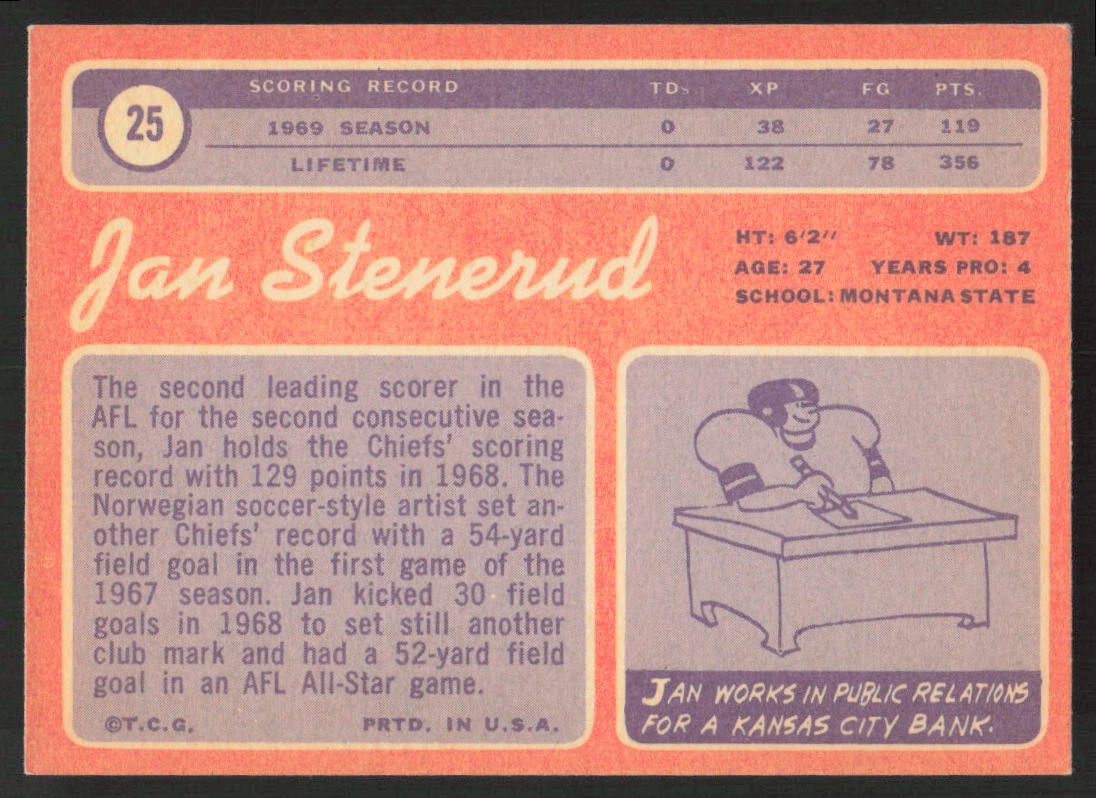 25
SCORING RECORD TDs XP FG PTS.
1969 SEASON 0 38 27 119
LIFETIME 0 122 78 356
Jan Stenerud
HT: 6'2" WT: 187
AGE: 27 YEARS PRO: 4
SCHOOL: MONTANA STATE
The second leading scorer in the
AFL for the second consecutive sea-
son, Jan holds the Chiefs' scoring
record with 129 points in 1968. The
Norwegian soccer-style artist set an-
other Chiefs' record with a 54-yard
field goal in the first game of the
1967 season. Jan kicked 30 field
goals in 1968 to set still another
club mark and had a 52-yard field
goal in an AFL All-Star game.
©T.C.G. PRTD. IN U.S.A.
JAN WORKS IN PUBLIC RELATIONS
FOR A KANSAS CITY BANK.